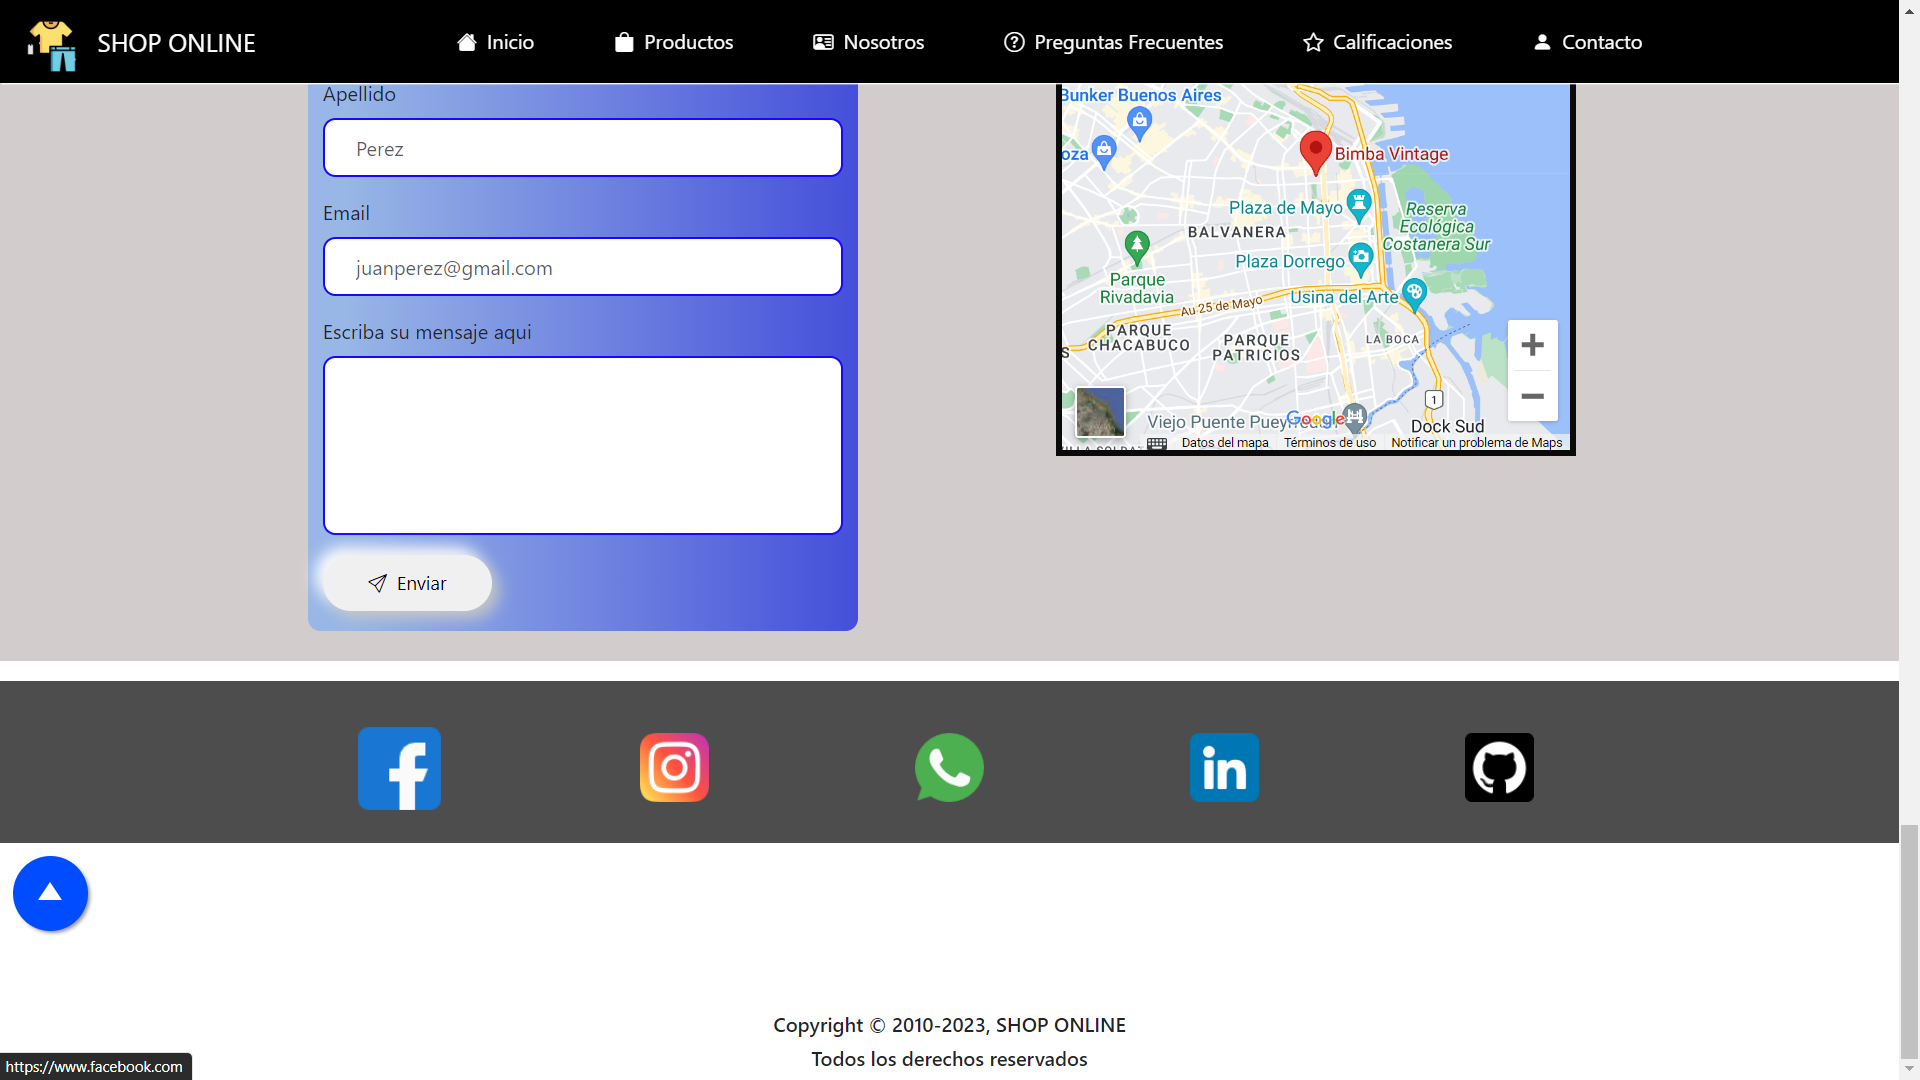 SHOP ONLINE
Inicio
Productos
Nosotros
Preguntas Frecuentes
Calificaciones
Contacto
Apellido
Perez
Email
juanperez@gmail.com
Escriba su mensaje aqui
Enviar
Bunker Buenos Aires
oza
Bimba Vintage
Plaza de Mayo
BALVANERA
Reserva
Ecológica
Costanera Sur
Plaza Dorrego
Parque
Rivadavia
Usina del Arte
Au 25 de Mayo
PARQUE
CHACABUCO
S
PARQUE
PATRICIOS
LA BOCA
1
Viejo Puente Pueyrredón
Google
Dock Sud
Datos del mapa
Términos de uso
Notificar un problema de Maps
Copyright © 2010-2023, SHOP ONLINE
Todos los derechos reservados
https://www.facebook.com